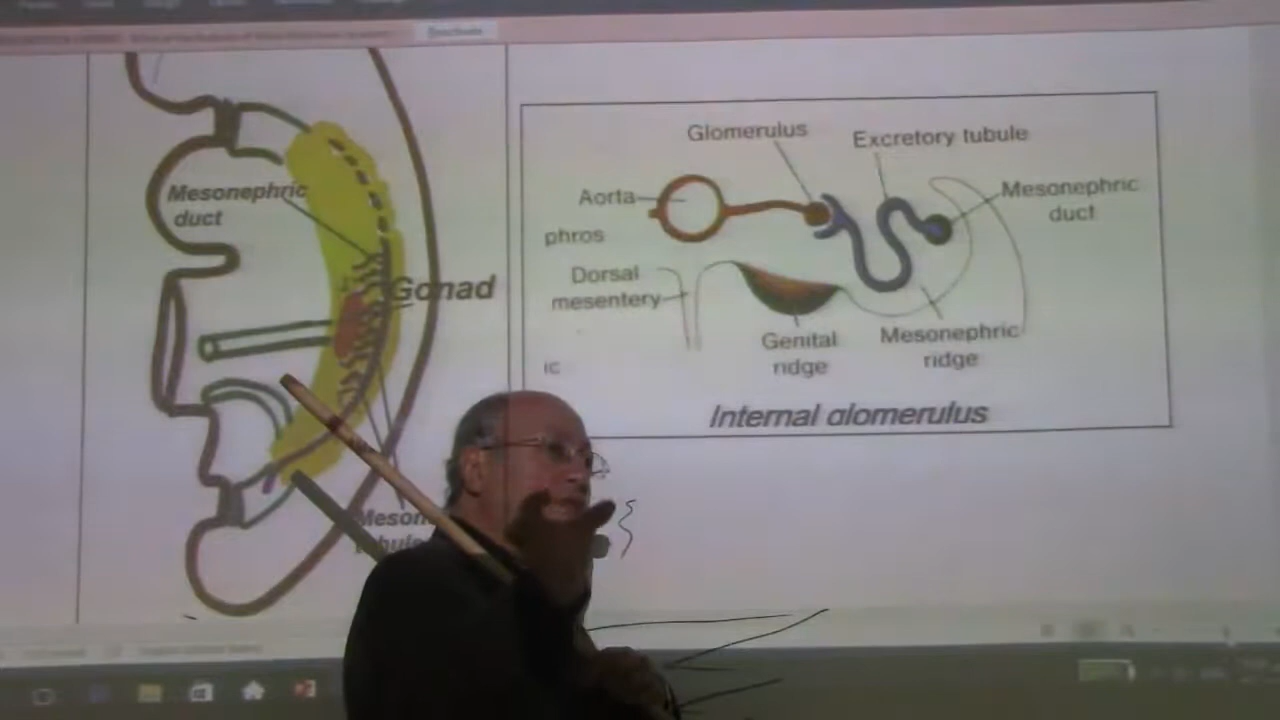 Mesonephric
duct
Gonad
Meson
Glomerulus
Excretory tubule
Aorta
Mesonephric
duct
phros
Dorsal
mesentery
Genital
ridge
Mesonephric
ridge
ic
Internal glomerulus